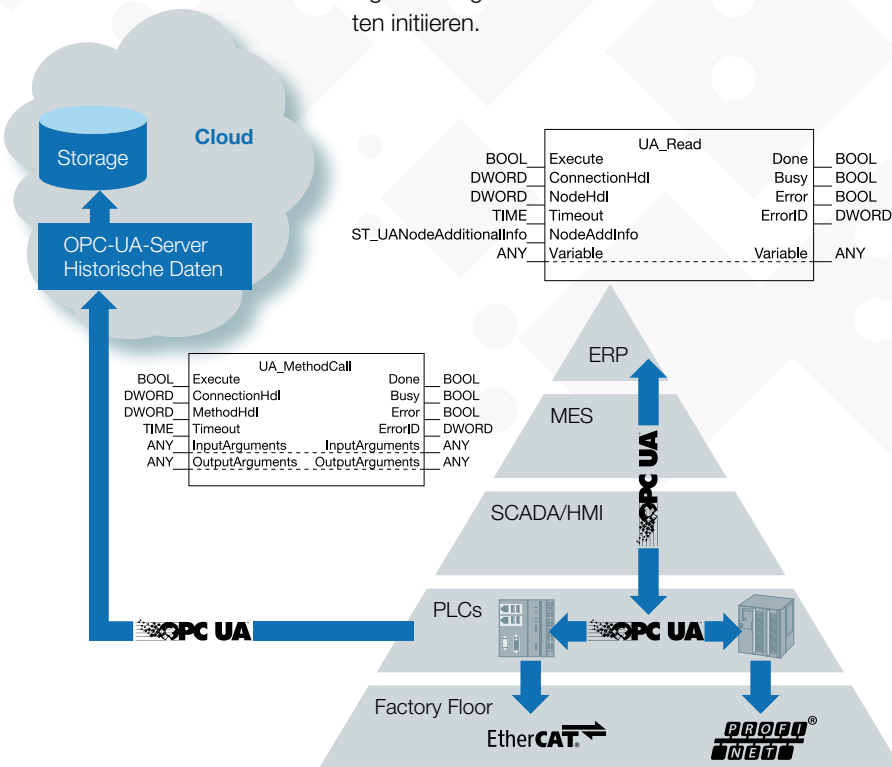 ten initiieren.
Cloud
Storage
OPC-UA-Server
Historische Daten
UA_Read
BOOL Execute Done BOOL
DWORD ConnectionHdl Busy BOOL
DWORD NodeHdl Error BOOL
TIME Timeout ErrorID DWORD
ST_UANodeAdditionalInfo NodeAddInfo
ANY Variable Variable ANY
UA_MethodCall
BOOL Execute Done BOOL
DWORD ConnectionHdl Busy BOOL
DWORD MethodHdl Error BOOL
TIME Timeout ErrorID DWORD
ANY InputArguments InputArguments ANY
ANY OutputArguments OutputArguments ANY
ERP
MES
OPC UA
SCADA/HMI
PLCs
OPC UA
OPC UA
Factory Floor
EtherCAT®
PROFI®
NET